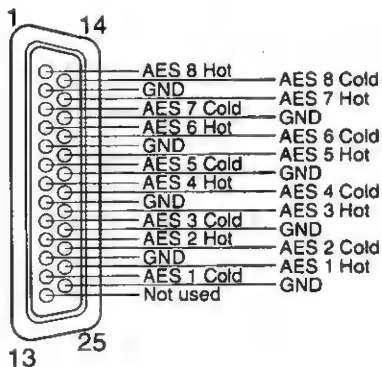 1 14
AES 8 Hot
AES 8 Cold
GND
AES 7 Hot
AES 7 Cold
GND
AES 6 Hot
AES 6 Cold
GND
AES 5 Hot
AES 5 Cold
GND
AES 4 Hot
AES 4 Cold
GND
AES 3 Hot
AES 3 Cold
GND
AES 2 Hot
AES 2 Cold
GND
AES 1 Hot
AES 1 Cold
GND
Not used
13 25